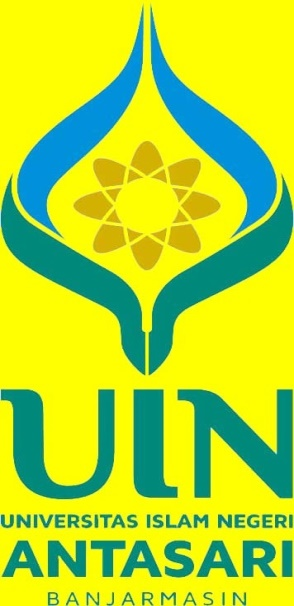 UIN
UNIVERSITAS ISLAM NEGERI
ANTASARI
BANJARMASIN